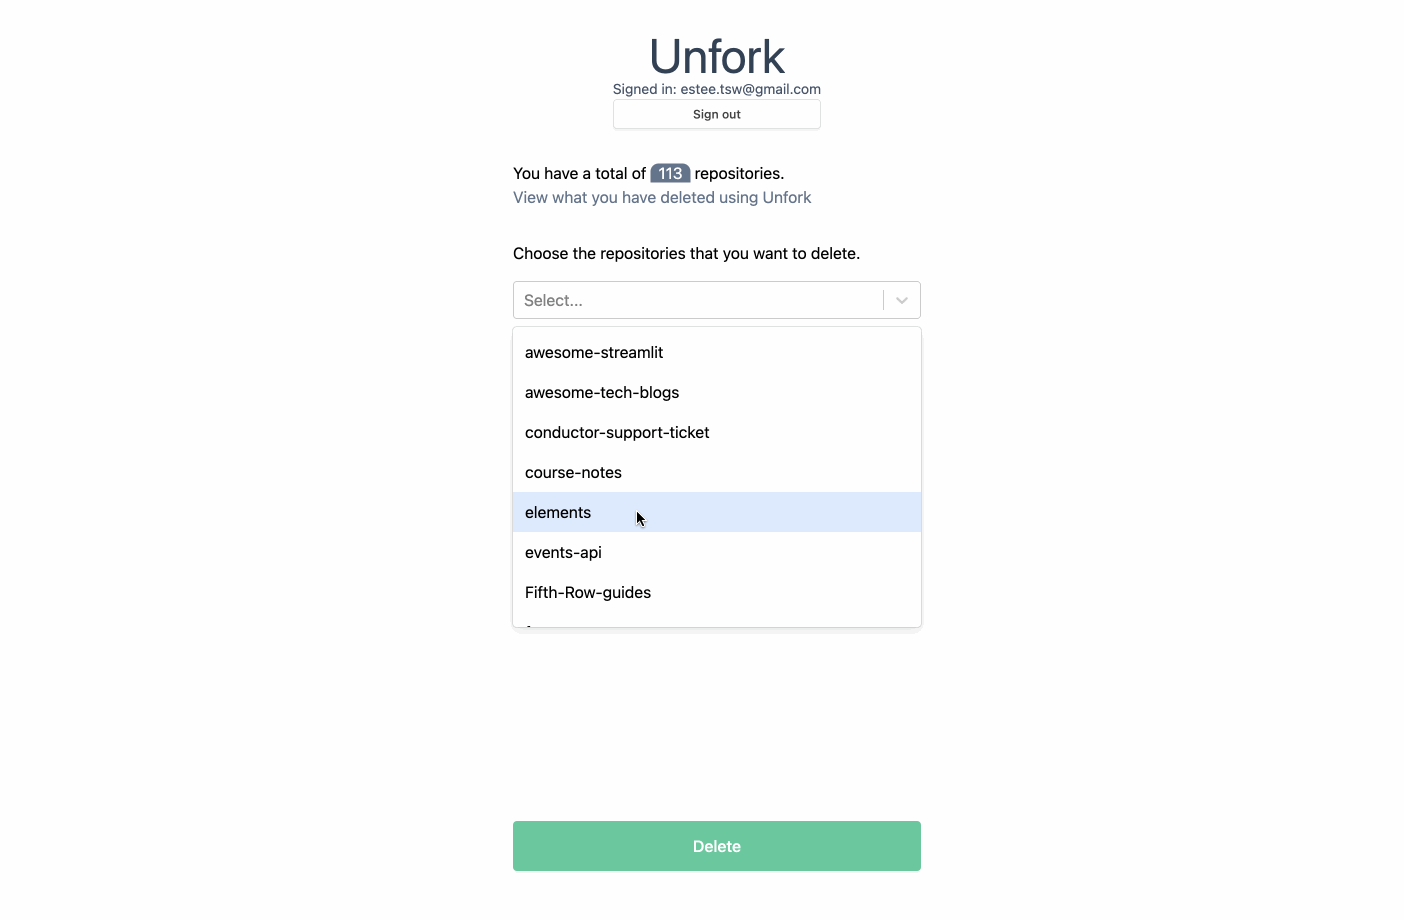 Unfork
Signed in: estee.tsw@gmail.com
Sign out
You have a total of 113 repositories.
View what you have deleted using Unfork
Choose the repositories that you want to delete.
Select...
awesome-streamlit
awesome-tech-blogs
conductor-support-ticket
course-notes
elements
events-api
Fifth-Row-guides
Delete